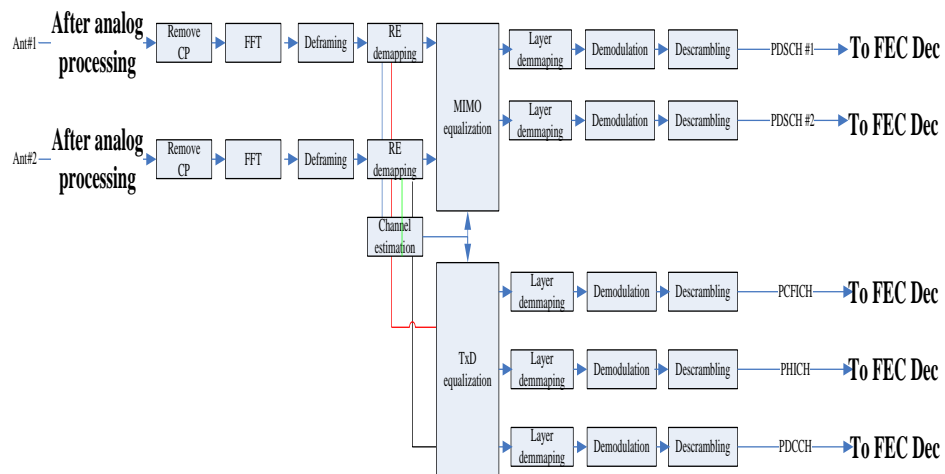 Ant#1
After analog
processing
Remove
CP
FFT
Deframing
RE
demapping
MIMO
equalization
Layer
demmaping
Demodulation
Descrambling
PDSCH #1
To FEC Dec
Layer
demmaping
Demodulation
Descrambling
PDSCH #2
To FEC Dec
Ant#2
After analog
processing
Remove
CP
FFT
Deframing
RE
demapping
Channel
estimation
TxD
equalization
Layer
demmaping
Demodulation
Descrambling
PCFICH
To FEC Dec
Layer
demmaping
Demodulation
Descrambling
PHICH
To FEC Dec
Layer
demmaping
Demodulation
Descrambling
PDCCH
To FEC Dec